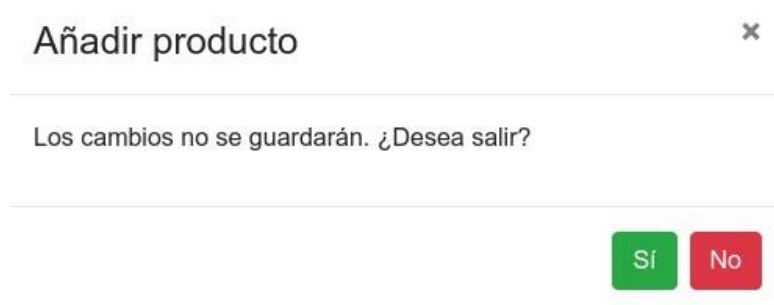 Añadir producto
×
Los cambios no se guardarán. ¿Desea salir?
Sí No